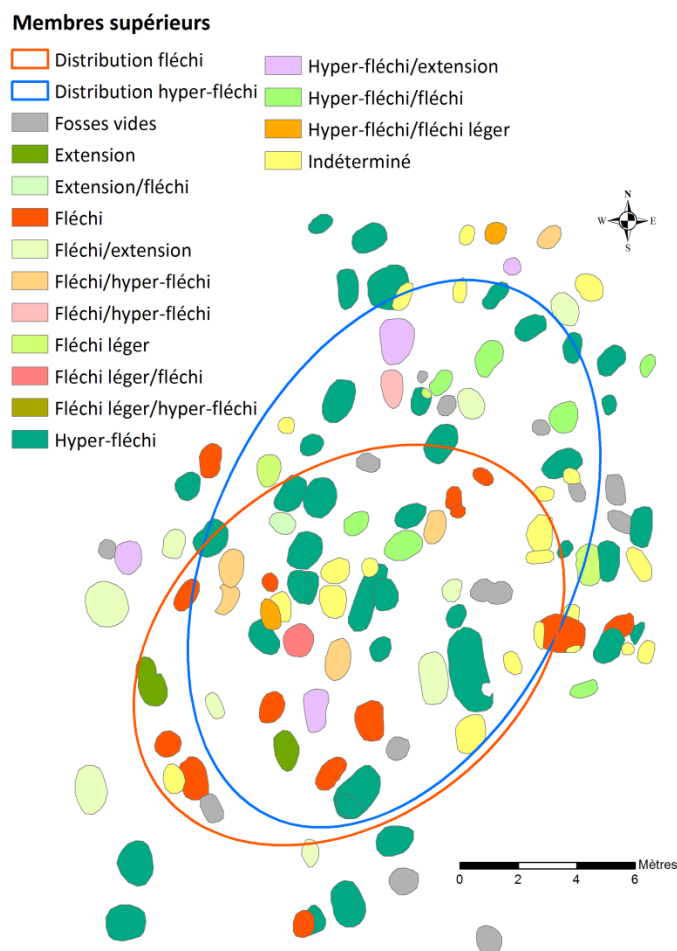 Membres supérieurs
Distribution fléchi
Distribution hyper-fléchi
Fosses vides
Extension
Extension/fléchi
Fléchi
Fléchi/extension
Fléchi/hyper-fléchi
Fléchi/hyper-fléchi
Fléchi léger
Fléchi léger/fléchi
Fléchi léger/hyper-fléchi
Hyper-fléchi
Hyper-fléchi/extension
Hyper-fléchi/fléchi
Hyper-fléchi/fléchi léger
Indéterminé
N
W E
S
Mètres
0 2 4 6